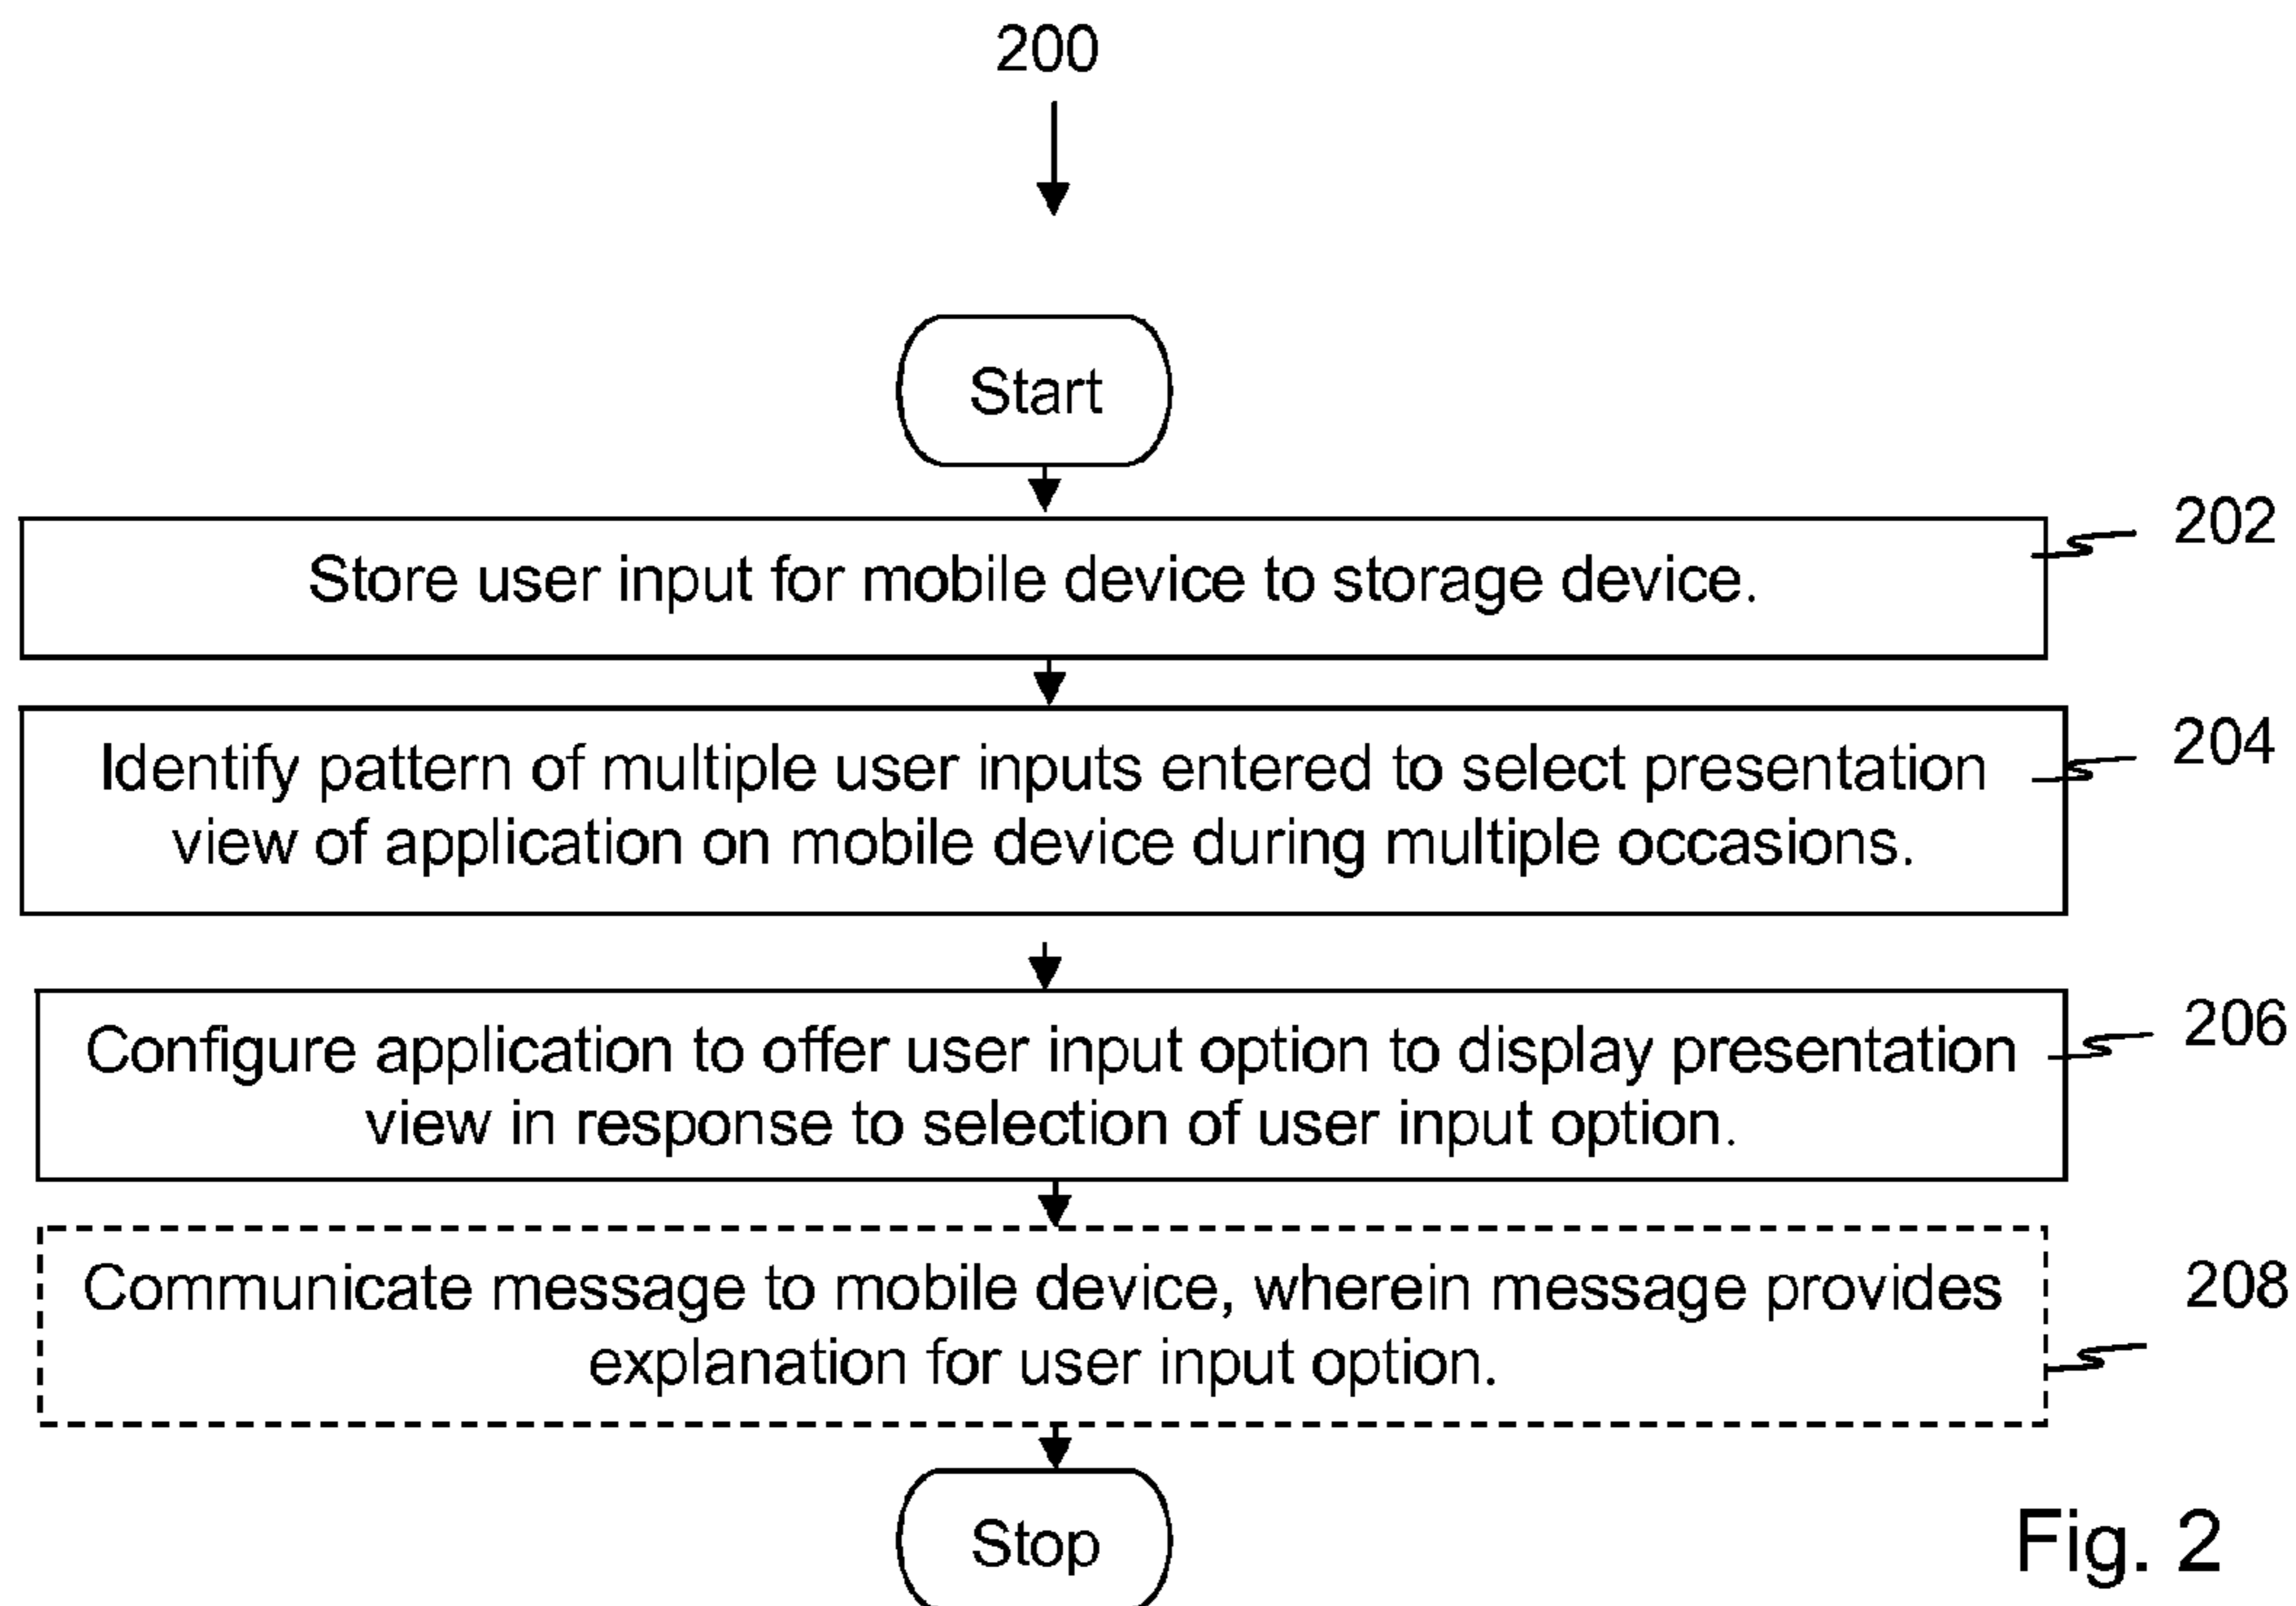 200
Start
202
Store user input for mobile device to storage device.
204
Identify pattern of multiple user inputs entered to select presentation
view of application on mobile device during multiple occasions.
206
Configure application to offer user input option to display presentation
view in response to selection of user input option.
208
Communicate message to mobile device, wherein message provides
explanation for user input option.
Stop
Fig. 2